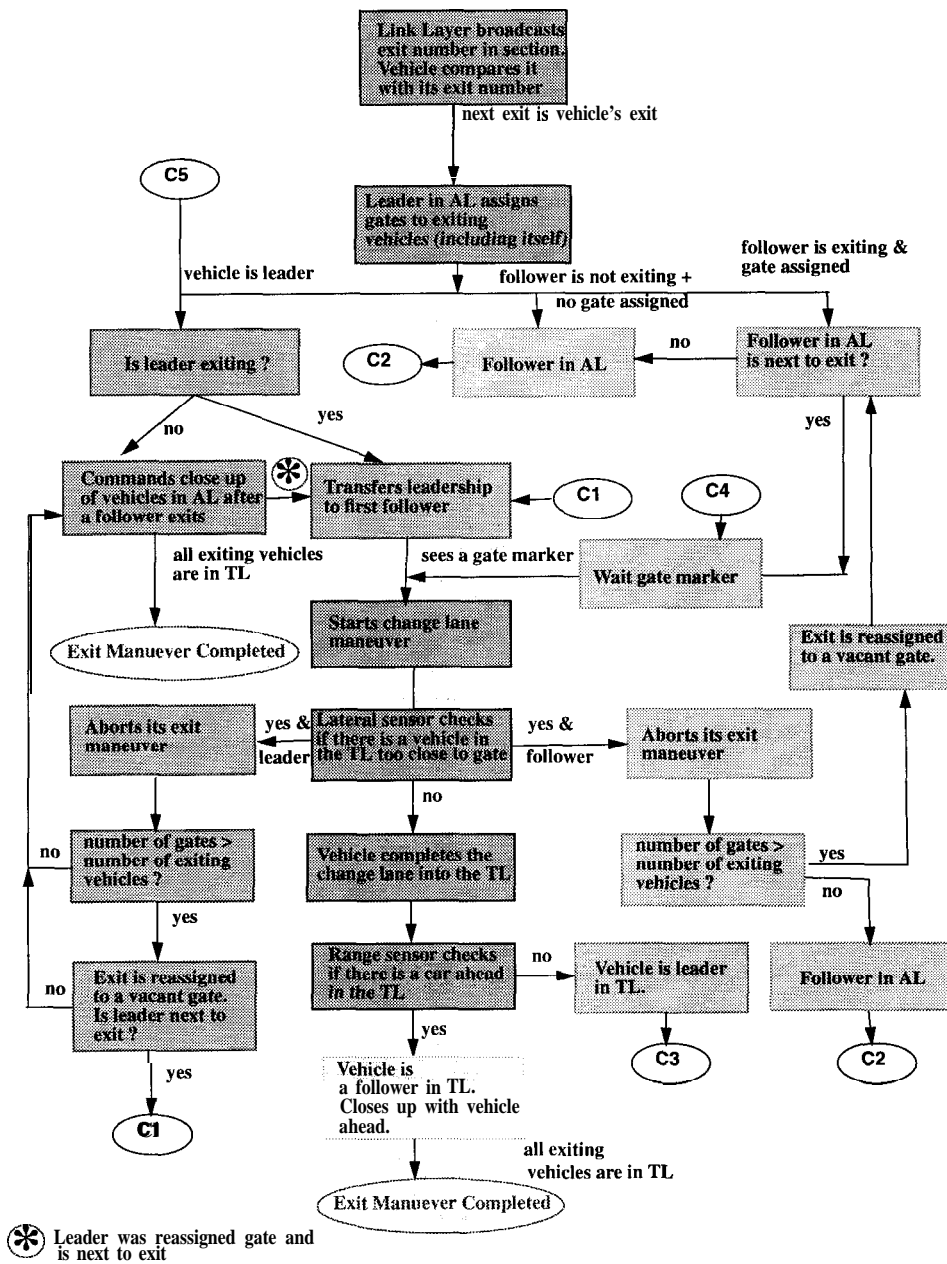 Link Layer broadcasts
exit number in section.
Vehicle compares it
with its exit number
next exit is vehicle's exit
C5
Leader in AL assigns
gates to exiting
vehicles (including itself)
vehicle is leader
follower is not exiting +
no gate assigned
follower is exiting &
gate assigned
Is leader exiting ?
C2
Follower in AL
no
Follower in AL
is next to exit ?
no
yes
yes
Commands close up
of vehicles in AL after
a follower exits
Transfers leadership
to first follower
C1
C4
all exiting vehicles
are in TL
sees a gate marker
Wait gate marker
Exit Manuever Completed
Starts change lane
maneuver
Exit is reassigned
to a vacant gate.
Aborts its exit
maneuver
yes &
leader
Lateral sensor checks
if there is a vehicle in
the TL too close to gate
yes &
follower
Aborts its exit
maneuver
no
no
number of gates >
number of exiting
vehicles ?
Vehicle completes the
change lane into the TL
number of gates >
number of exiting
vehicles ?
yes
no
yes
no
Exit is reassigned
to a vacant gate.
Is leader next to
exit ?
Range sensor checks
if there is a car ahead
in the TL
no
Vehicle is leader
in TL.
Follower in AL
yes
yes
C1
Vehicle is
a follower in TL.
Closes up with vehicle
ahead.
C3
C2
all exiting
vehicles are in TL
Exit Manuever Completed
Leader was reassigned gate and
is next to exit